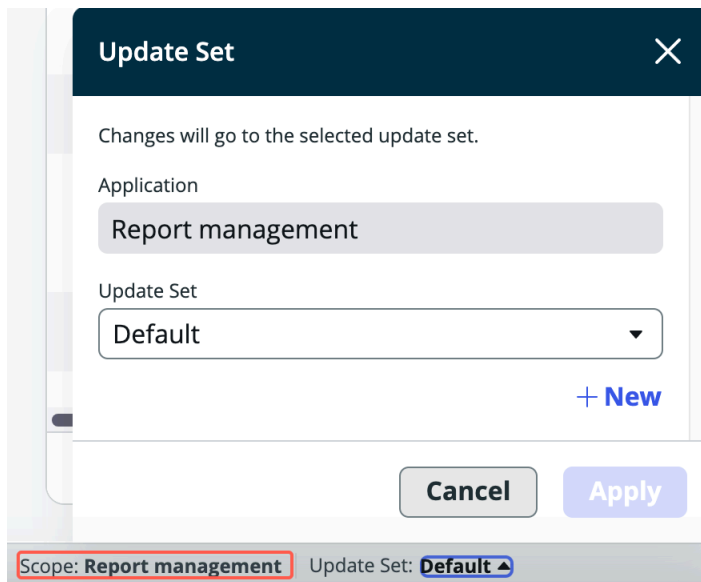 Update Set
Changes will go to the selected update set.
Application
Report management
Update Set
Default
+ New
Cancel
Apply
Scope: Report management
Update Set: Default